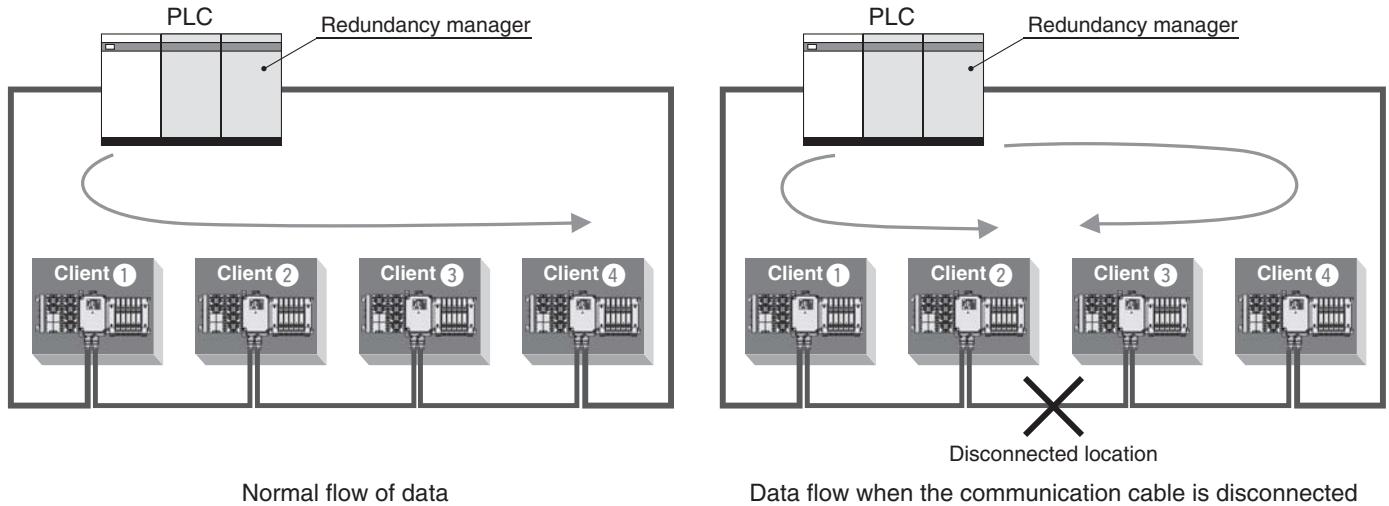 PLC
Redundancy manager
Client 1
Client 2
Client 3
Client 4
Normal flow of data
PLC
Redundancy manager
Client 1
Client 2
Client 3
Client 4
Disconnected location
Data flow when the communication cable is disconnected